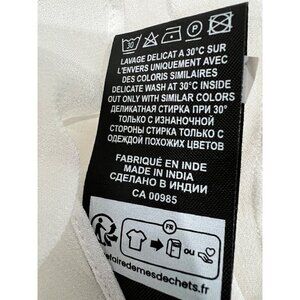 30
LAVAGE DELICAT A 30°C SUR
L'ENVERS UNIQUEMENT AVEC
DES COLORIS SIMILAIRES
DELICATE WASH AT 30°C INSIDE
OUT ONLY WITH SIMILAR COLORS
ДЕЛИКАТНАЯ СТИРКА ПРИ 30°
ТОЛЬКО С ИЗНАНОЧНОЙ
СТОРОНЫ СТИРКА ТОЛЬКО С
ОДЕЖДОЙ ПОХОЖИХ ЦВЕТОВ
FABRIQUÉ EN INDE
MADE IN INDIA
СДЕЛАНО В ИНДИИ
CA 00985
FR
OU
efairedemesdechets.fr